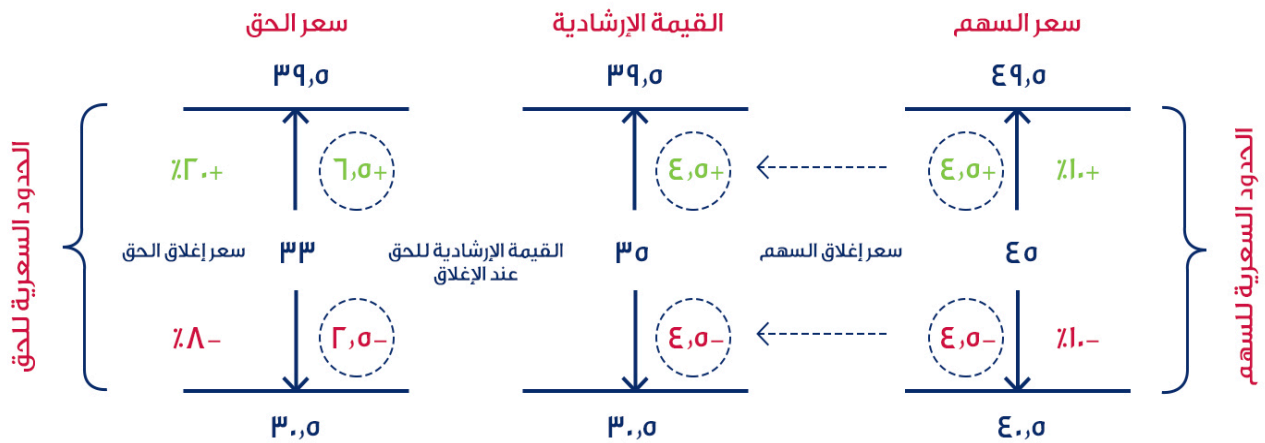 سعر السهم
القيمة الإرشادية
سعر الحق
٤٩,٥
٣٩,٥
٣٩,٥
الحدود السعرية للسهم
+١٠٪
+٤,٥
+٤,٥
+٦,٥
+٢٠٪
٤٥
سعر إغلاق السهم
٣٥
القيمة الإرشادية للحق
عند الإغلاق
٣٣
سعر إغلاق الحق
الحدود السعرية للحق
-١٠٪
-٤,٥
-٤,٥
-٢,٥
-٨٪
٤٠,٥
٣٠,٥
٣٠,٥